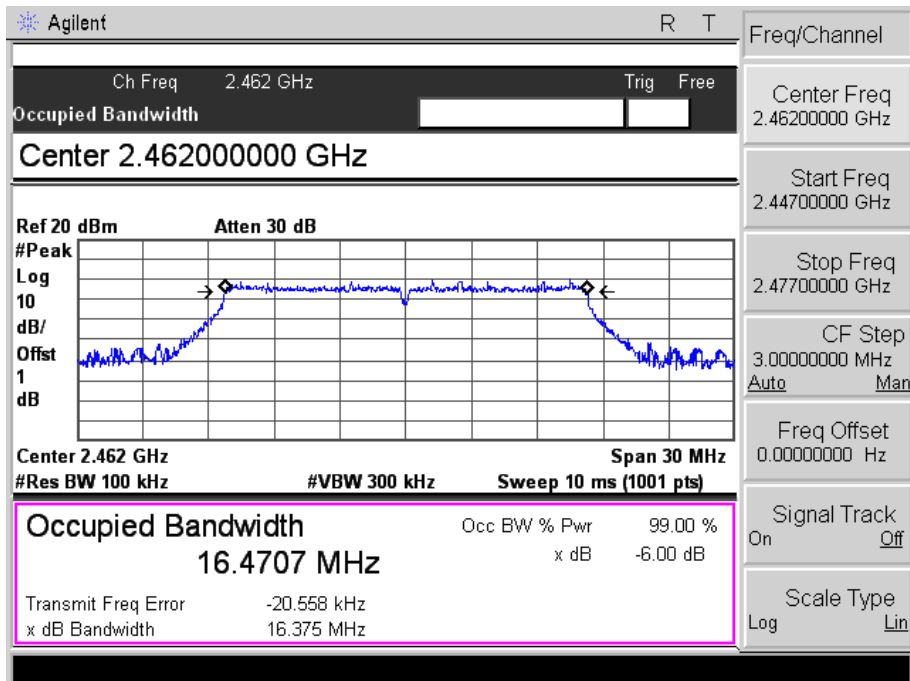 Agilent R T
Ch Freq 2.462 GHz Trig Free
Occupied Bandwidth
Center 2.462000000 GHz
Ref 20 dBm Atten 30 dB
#Peak
Log
10
dB/
Offst
1
dB
Center 2.462 GHz Span 30 MHz
#Res BW 100 kHz #VBW 300 kHz Sweep 10 ms (1001 pts)
Occupied Bandwidth Occ BW % Pwr 99.00 %
16.4707 MHz x dB -6.00 dB
Transmit Freq Error -20.558 kHz
x dB Bandwidth 16.375 MHz
Freq/Channel
Center Freq
2.46200000 GHz
Start Freq
2.44700000 GHz
Stop Freq
2.47700000 GHz
CF Step
3.00000000 MHz
Auto Man
Freq Offset
0.00000000 Hz
Signal Track
On Off
Scale Type
Log Lin